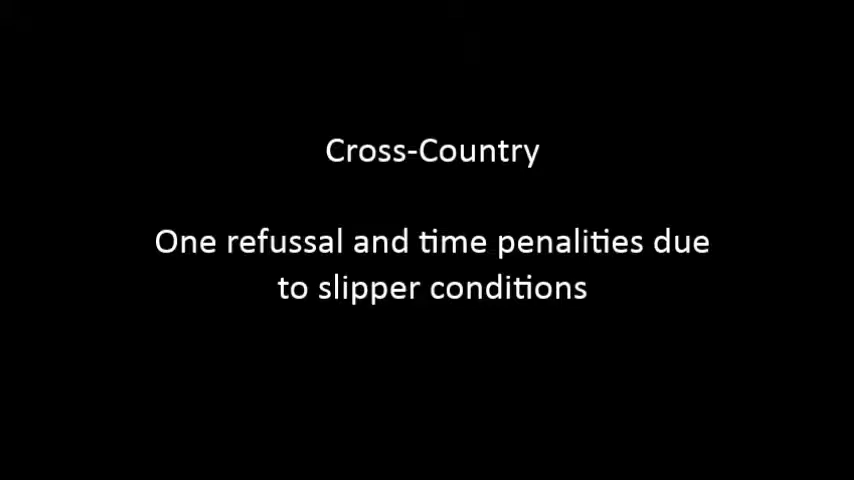 Cross-Country
One refussal and time penalities due
to slipper conditions